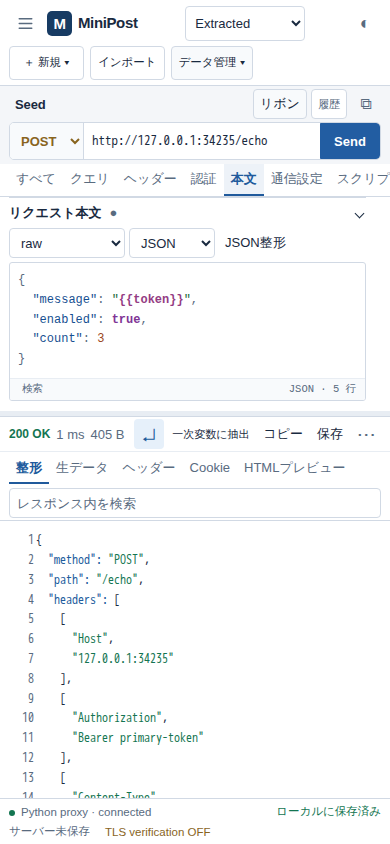 M MiniPost Extracted
＋ 新規 ▾ インポート データ管理 ▾
Seed リボン 履歴
POST http://127.0.0.1:34235/echo Send
すべて クエリ ヘッダー 認証 本文 通信設定 スクリプ
リクエスト本文 ●
raw JSON JSON整形
{
"message": "{{token}}",
"enabled": true,
"count": 3
}
検索 JSON · 5 行
200 OK 1 ms 405 B 一次変数に抽出 コピー 保存 ···
整形 生データ ヘッダー Cookie HTMLプレビュー
レスポンス内を検索
1 {
2 "method": "POST",
3 "path": "/echo",
4 "headers": [
5 [
6 "Host",
7 "127.0.0.1:34235"
8 ],
9 [
10 "Authorization",
11 "Bearer primary-token"
12 ],
13 [
14 "Content-Type"
Python proxy · connected ローカルに保存済み
サーバー未保存 TLS verification OFF